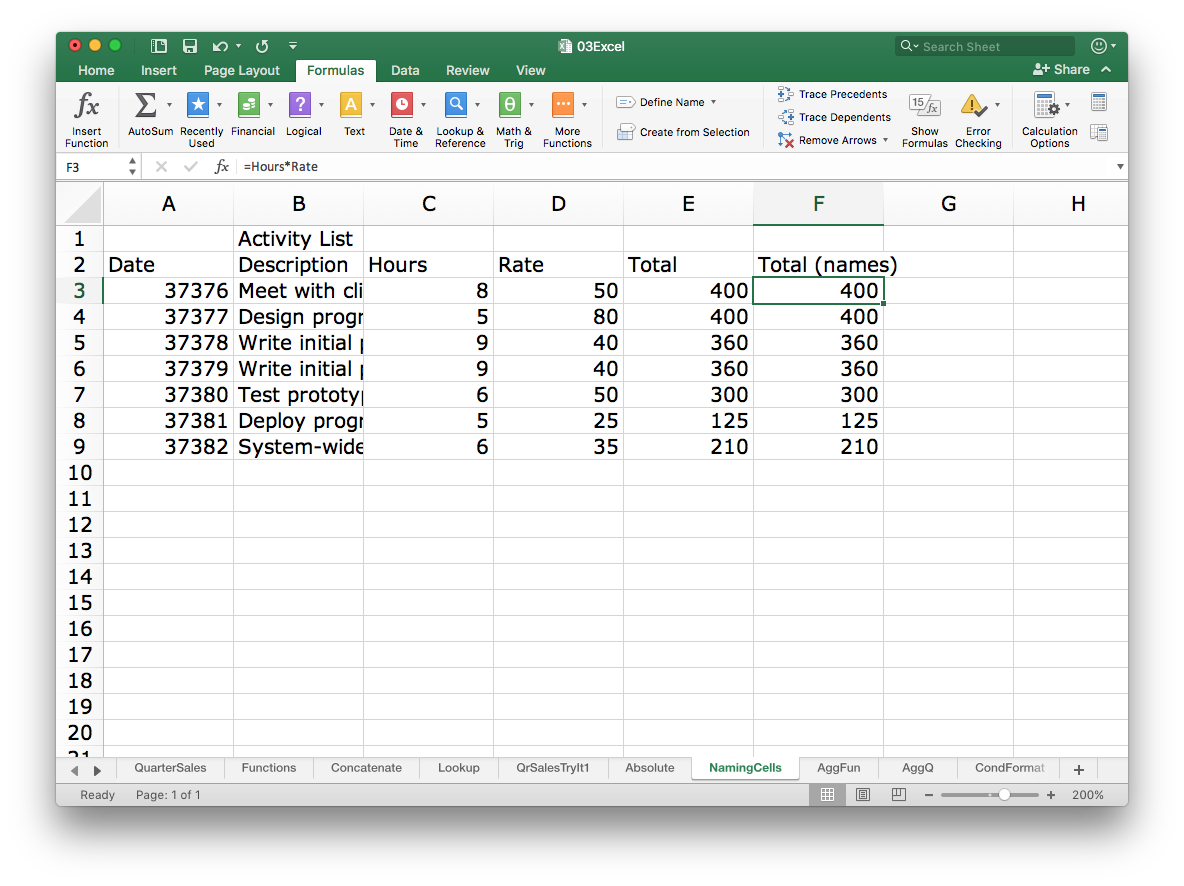 03Excel
Search Sheet
Home Insert Page Layout Formulas Data Review View Share
fx Σ ★ ? A θ 15 fx
Insert Function AutoSum Recently Used Financial Logical Text Date & Time Lookup & Reference Math & Trig More Functions
Define Name
Create from Selection
Trace Precedents
Trace Dependents
Remove Arrows
Show Formulas Error Checking Calculation Options
F3 fx =Hours*Rate
A B C D E F G H
1 Activity List
2 Date Description Hours Rate Total Total (names)
3 37376 Meet with cli 8 50 400 400
4 37377 Design progr 5 80 400 400
5 37378 Write initial 9 40 360 360
6 37379 Write initial 9 40 360 360
7 37380 Test prototyp 6 50 300 300
8 37381 Deploy progr 5 25 125 125
9 37382 System-wide 6 35 210 210
10
11
12
13
14
15
16
17
18
19
20
21
QuarterSales Functions Concatenate Lookup QrSalesTryIt1 Absolute NamingCells AggFun AggQ CondFormat +
Ready Page: 1 of 1 − + 200%